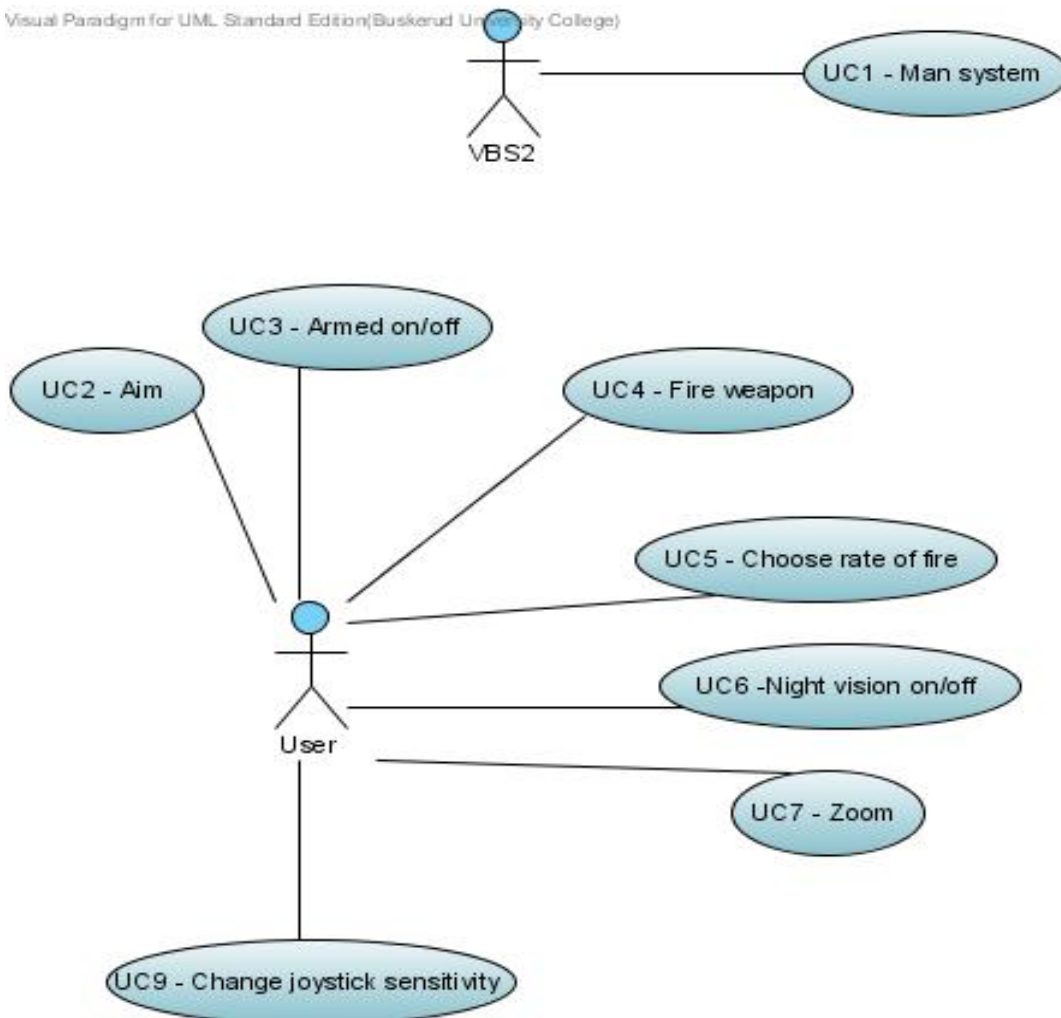 Visual Paradigm for UML Standard Edition(Buskerud University College)
UC1 - Man system
VBS2
UC3 - Armed on/off
UC2 - Aim
UC4 - Fire weapon
UC5 - Choose rate of fire
UC6 -Night vision on/off
User
UC7 - Zoom
UC9 - Change joystick sensitivity